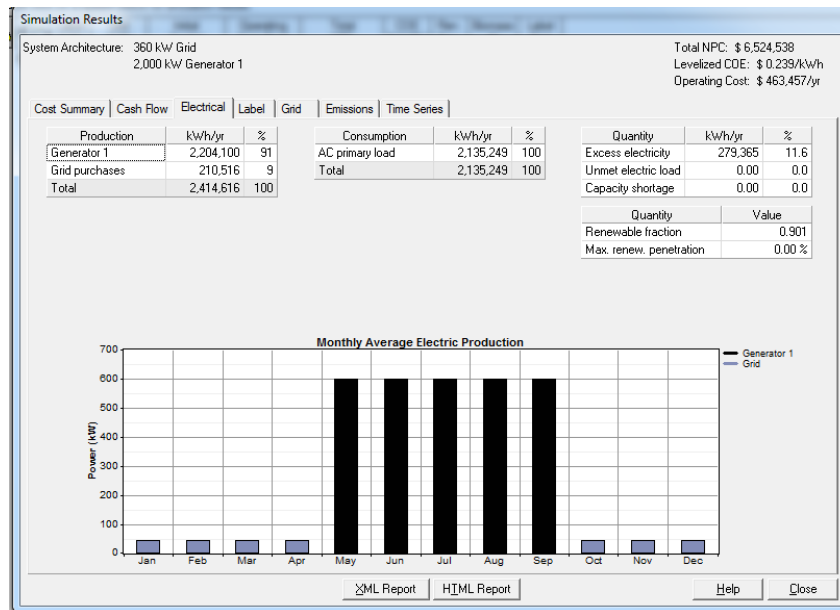 Simulation Results
System Architecture: 360 kW Grid
2,000 kW Generator 1
Total NPC: $ 6,524,538
Levelized COE: $ 0.239/kWh
Operating Cost: $ 463,457/yr
Cost Summary Cash Flow Electrical Label Grid Emissions Time Series
Production kWh/yr %
Generator 1 2,204,100 91
Grid purchases 210,516 9
Total 2,414,616 100
Consumption kWh/yr %
AC primary load 2,135,249 100
Total 2,135,249 100
Quantity kWh/yr %
Excess electricity 279,365 11.6
Unmet electric load 0.00 0.0
Capacity shortage 0.00 0.0
Quantity Value
Renewable fraction 0.901
Max. renew. penetration 0.00 %
Monthly Average Electric Production
700
600
500
400
300
200
100
0
Power (kW)
Jan Feb Mar Apr May Jun Jul Aug Sep Oct Nov Dec
Generator 1
Grid
XML Report HTML Report Help Close